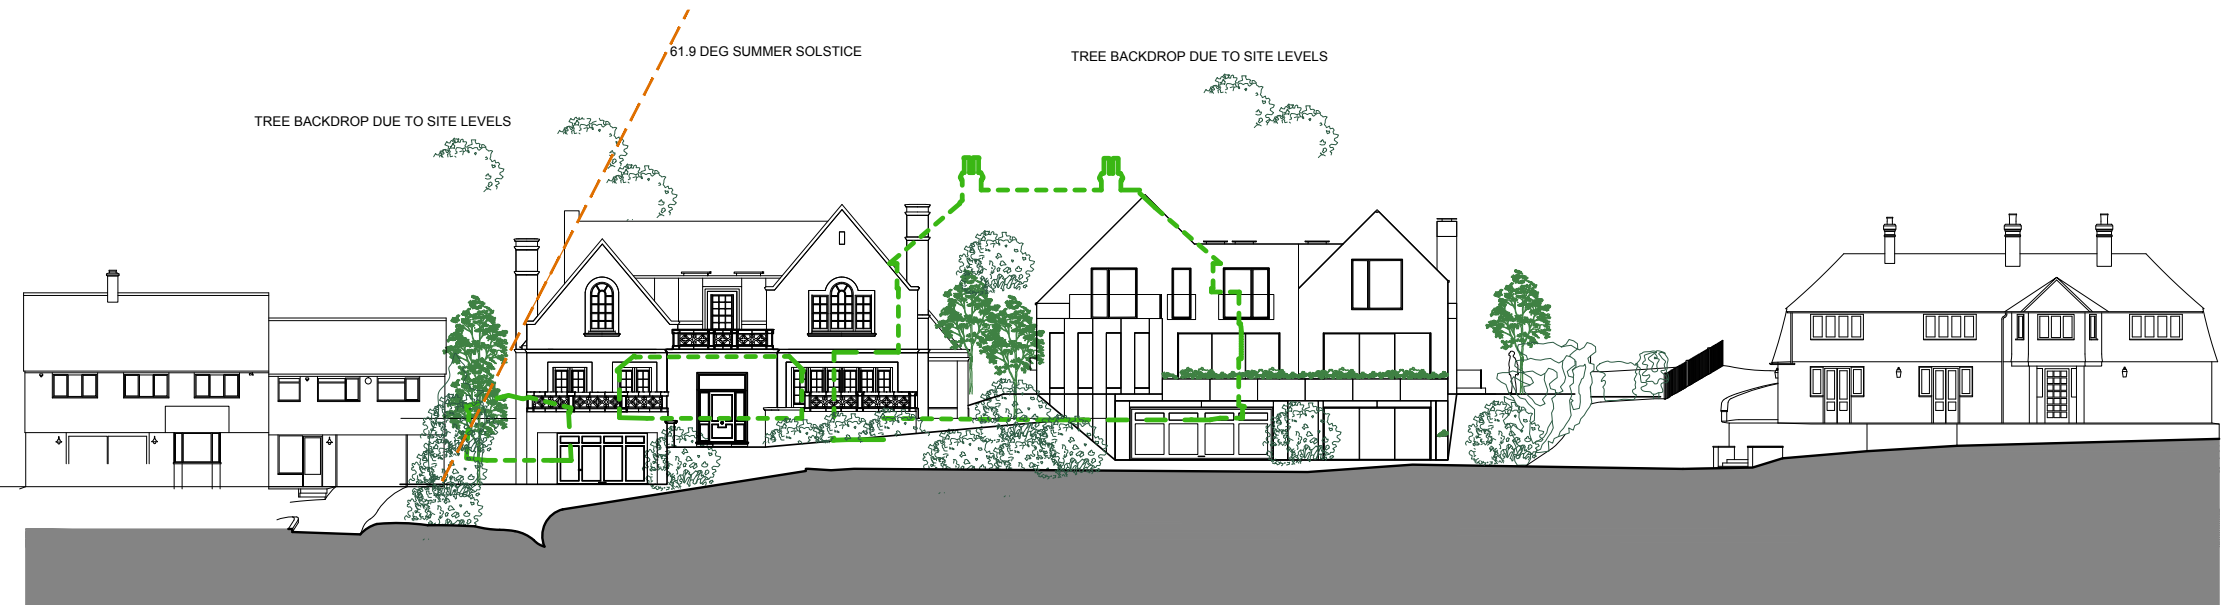 61.9 DEG SUMMER SOLSTICE
TREE BACKDROP DUE TO SITE LEVELS
TREE BACKDROP DUE TO SITE LEVELS